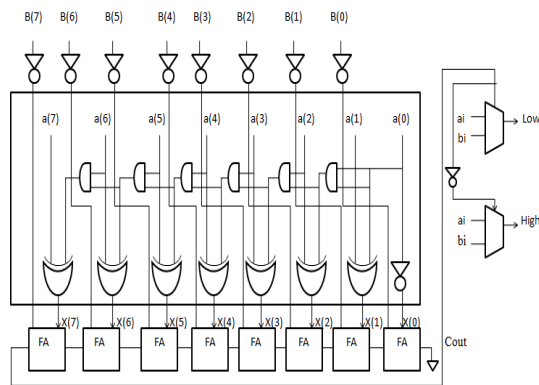 B(7) B(6) B(5) B(4) B(3) B(2) B(1) B(0)
a(7) a(6) a(5) a(4) a(3) a(2) a(1) a(0)
ai Low
bi
ai High
bi
X(7) X(6) X(5) X(4) X(3) X(2) X(1) X(0)
FA FA FA FA FA FA FA FA Cout